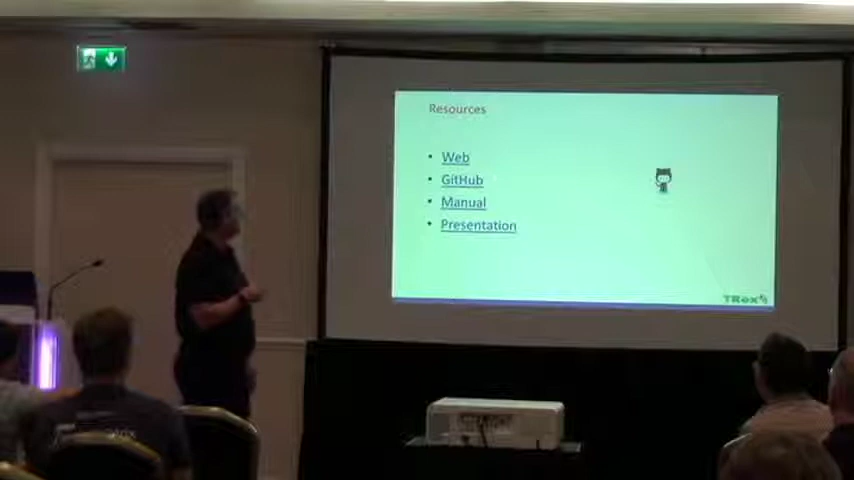 Resources
• Web
• GitHub
• Manual
• Presentation
TRex